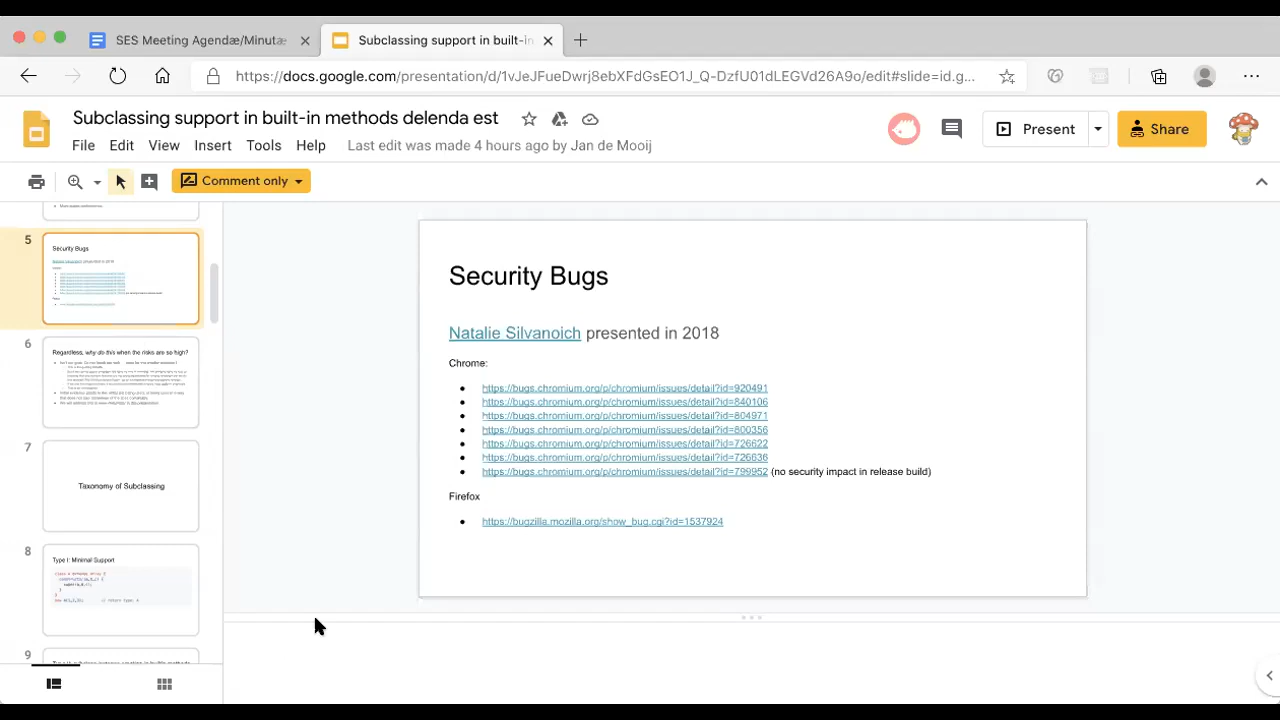 SES Meeting Agendæ/Minutæ
Subclassing support in built-in
https://docs.google.com/presentation/d/1vJeJFueDwrj8ebXFdGsEO1J_Q-DzfU01dLEGVd26A9o/edit#slide=id.g...
Subclassing support in built-in methods delenda est
File Edit View Insert Tools Help Last edit was made 4 hours ago by Jan de Mooij
Present
Share
Comment only
5
Security Bugs
Natalie Silvanoich presented in 2018
6
Regardless, why do this when the risks are so high?
7
Taxonomy of Subclassing
8
Type I: Minimal Support
9
Security Bugs
Natalie Silvanoich presented in 2018
Chrome:
https://bugs.chromium.org/p/chromium/issues/detail?id=920491
https://bugs.chromium.org/p/chromium/issues/detail?id=840106
https://bugs.chromium.org/p/chromium/issues/detail?id=804971
https://bugs.chromium.org/p/chromium/issues/detail?id=800356
https://bugs.chromium.org/p/chromium/issues/detail?id=726622
https://bugs.chromium.org/p/chromium/issues/detail?id=726636
https://bugs.chromium.org/p/chromium/issues/detail?id=799952 (no security impact in release build)
Firefox
https://bugzilla.mozilla.org/show_bug.cgi?id=1537924